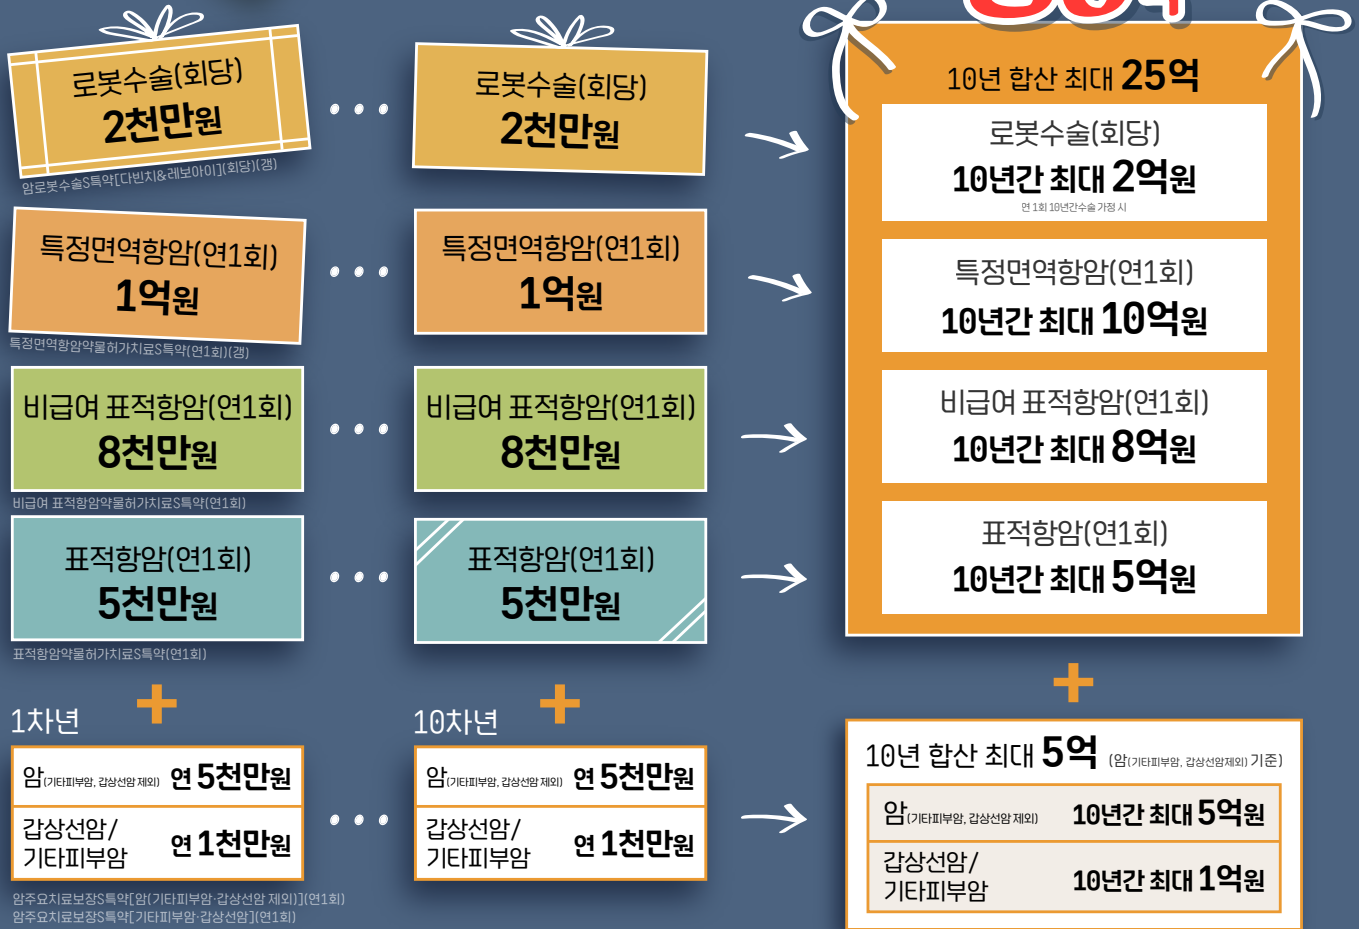 로봇수술(회당)
2천만원
암로봇수술S특약[다빈치&레보아이](회당)(갱)
특정면역항암(연1회)
1억원
특정면역항암약물허가치료S특약(연1회)(갱)
비급여 표적항암(연1회)
8천만원
비급여 표적항암약물허가치료S특약(연1회)
표적항암(연1회)
5천만원
표적항암약물허가치료S특약(연1회)
1차년
암(기타피부암, 갑상선암 제외) 연 5천만원
갑상선암/
기타피부암 연 1천만원
암주요치료보장S특약[암(기타피부암·갑상선암 제외)](연1회)
암주요치료보장S특약[기타피부암·갑상선암](연1회)
로봇수술(회당)
2천만원
특정면역항암(연1회)
1억원
비급여 표적항암(연1회)
8천만원
표적항암(연1회)
5천만원
10차년
암(기타피부암, 갑상선암 제외) 연 5천만원
갑상선암/
기타피부암 연 1천만원
10년 합산 최대 25억
로봇수술(회당)
10년간 최대 2억원
연 1회 10년간수술 가정 시
특정면역항암(연1회)
10년간 최대 10억원
비급여 표적항암(연1회)
10년간 최대 8억원
표적항암(연1회)
10년간 최대 5억원
10년 합산 최대 5억 (암(기타피부암, 갑상선암제외) 기준)
암(기타피부암, 갑상선암 제외) 10년간 최대 5억원
갑상선암/
기타피부암 10년간 최대 1억원